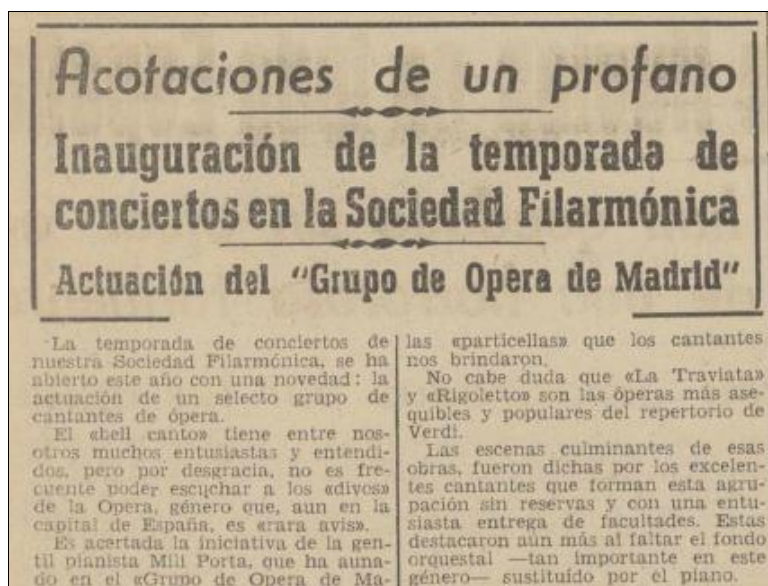 Acotaciones de un profano
Inauguración de la temporada de
conciertos en la Sociedad Filarmónica
Actuación del "Grupo de Opera de Madrid"
La temporada de conciertos de
nuestra Sociedad Filarmónica, se ha
abierto este año con una novedad: la
actuación de un selecto grupo de
cantantes de ópera.
El «bell canto» tiene entre nos-
otros muchos entusiastas y entendi-
dos, pero por desgracia, no es fre-
cuente poder escuchar a los «divos»
de la Opera, género que, aun en la
capital de España, es «rara avis».
Es acertada la iniciativa de la gen-
til pianista Mili Porta, que ha auna-
do en el «Grupo de Opera de Ma-
las «particellas» que los cantantes
nos brindaron.
No cabe duda que «La Traviata»
y «Rigoletto» son las óperas más ase-
quibles y populares del repertorio de
Verdi.
Las escenas culminantes de esas
obras, fueron dichas por los excelen-
tes cantantes que forman esta agru-
pación sin reservas y con una entu-
siasta entrega de facultades. Estas
destacaron aún más al faltar el fondo
orquestal —tan importante en este
género— sustituido por el piano.